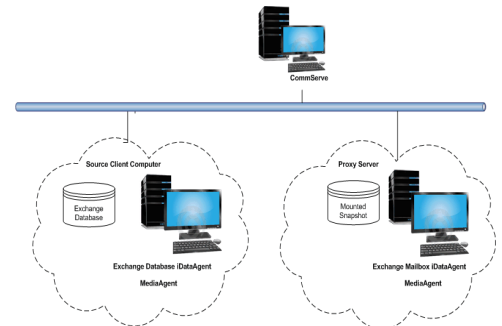 CommServe
Source Client Computer
Exchange
Database
Exchange Database iDataAgent
MediaAgent
Proxy Server
Mounted
Snapshot
Exchange Mailbox iDataAgent
MediaAgent